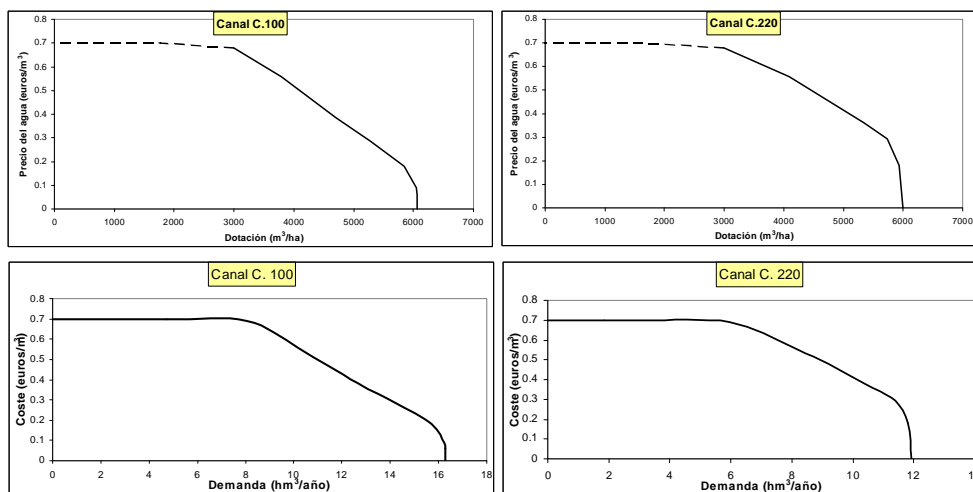 Canal C.100
Precio del agua (euros/m³)
0.8
0.7
0.6
0.5
0.4
0.3
0.2
0.1
0
0 1000 2000 3000 4000 5000 6000 7000
Dotación (m³/ha)
Canal C.220
Precio del agua (euros/m³)
0.8
0.7
0.6
0.5
0.4
0.3
0.2
0.1
0
0 1000 2000 3000 4000 5000 6000 7000
Dotación (m³/ha)
Canal C. 100
Coste (euros/m³)
0.8
0.7
0.6
0.5
0.4
0.3
0.2
0.1
0
0 2 4 6 8 10 12 14 16 18
Demanda (hm³/año)
Canal C. 220
Coste (euros/m³)
0.8
0.7
0.6
0.5
0.4
0.3
0.2
0.1
0
0 2 4 6 8 10 12 14
Demanda (hm³/año)